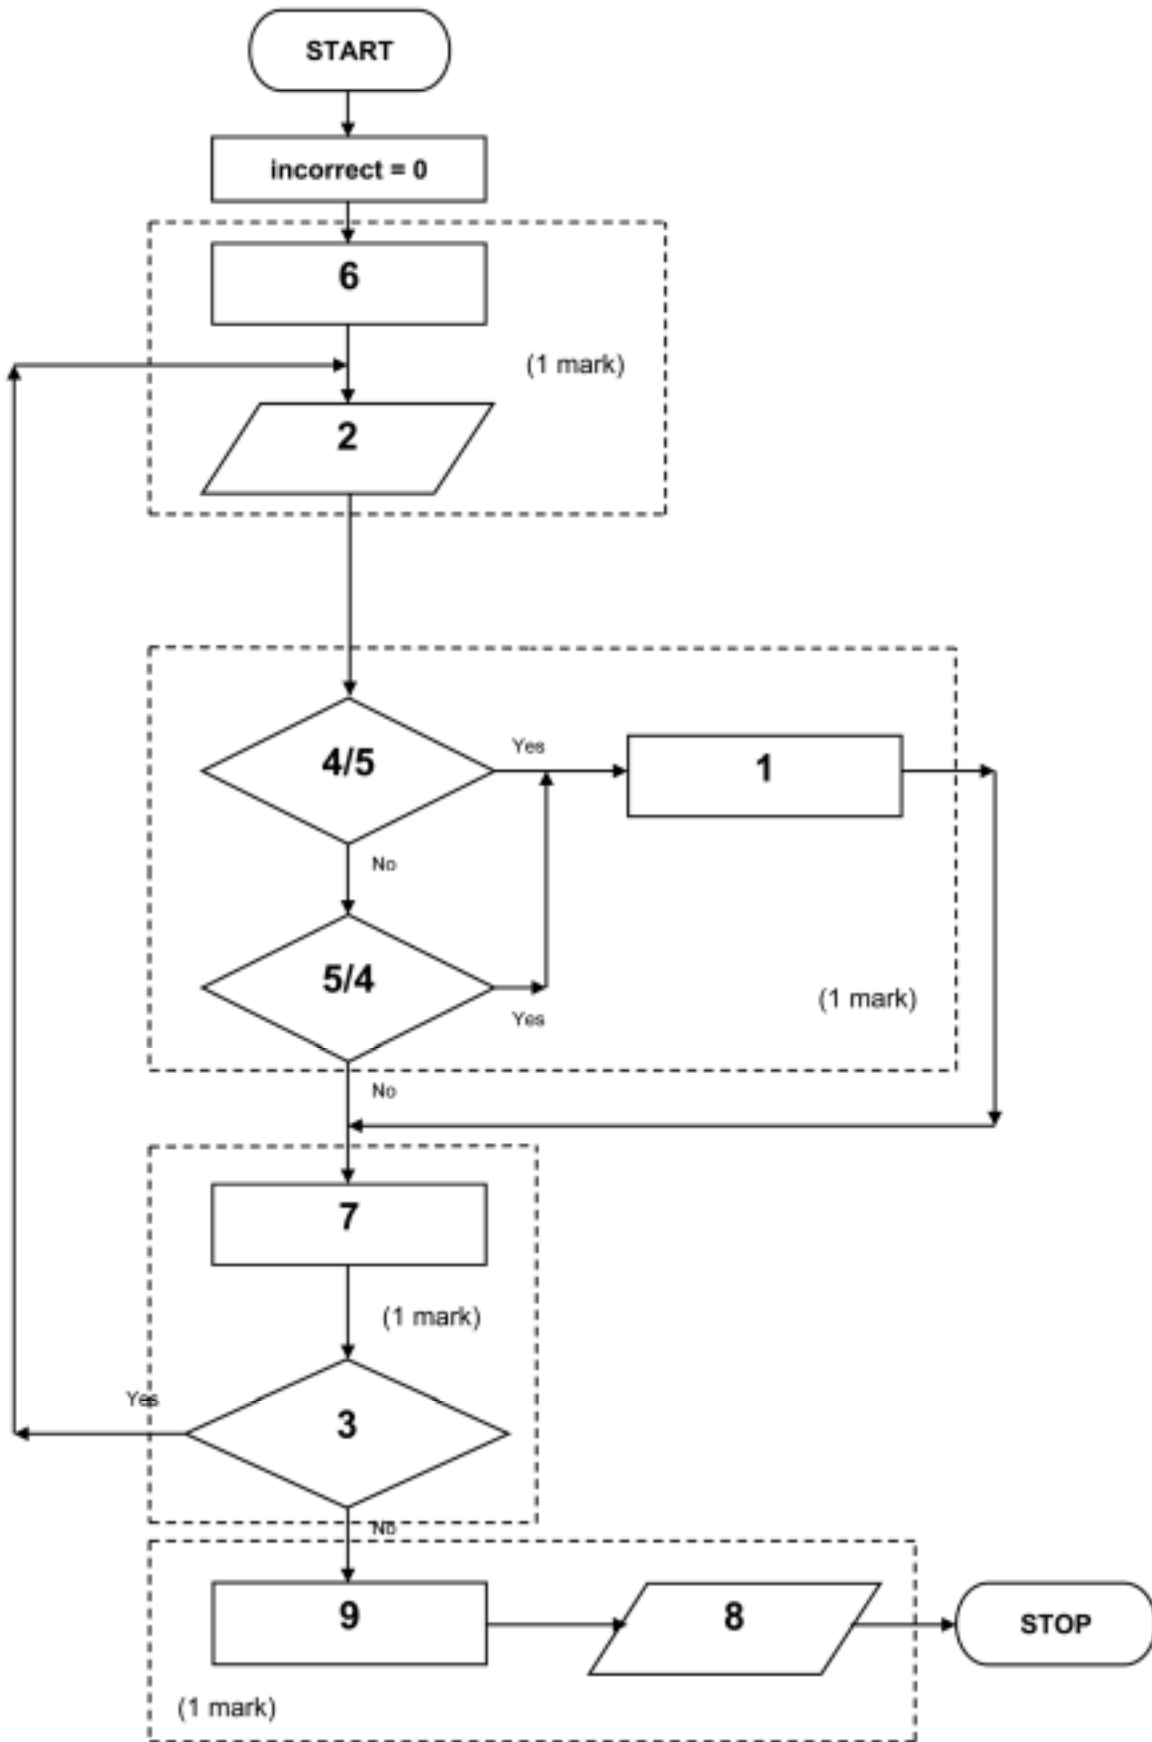 START
incorrect = 0
6
(1 mark)
2
4/5
Yes
1
No
5/4
Yes
(1 mark)
No
7
(1 mark)
Yes
3
No
9
8
STOP
(1 mark)